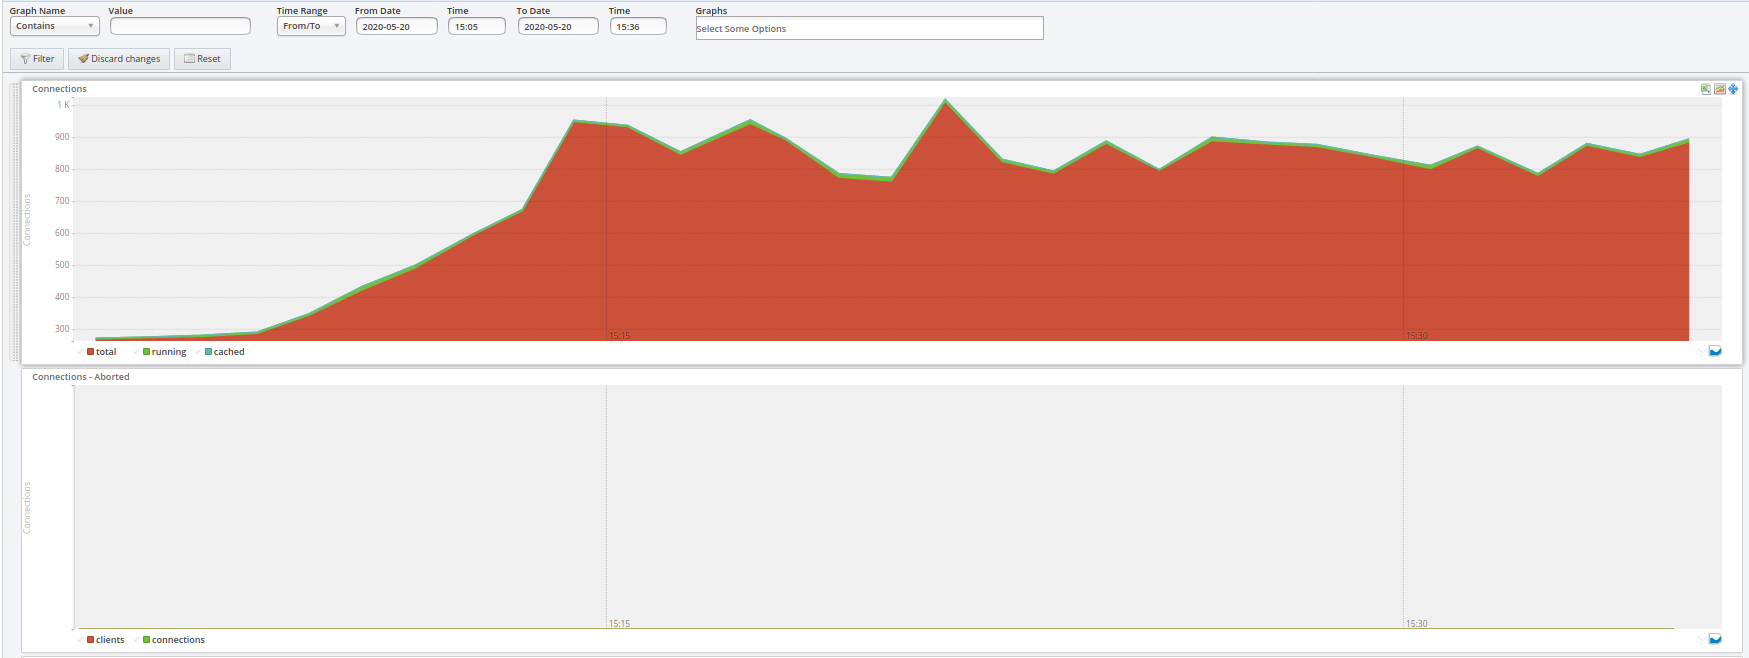 Graph Name Value Time Range From Date Time To Date Time Graphs
Contains From/To 2020-05-20 15:05 2020-05-20 15:36 Select Some Options
Filter Discard changes Reset
Connections
1 K
900
800
700
600
500
400
300
Connections
15:15 15:30
total running cached
Connections - Aborted
Connections
15:15 15:30
clients connections